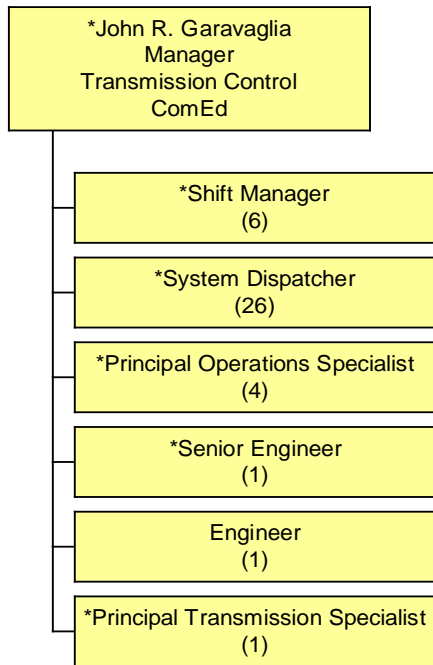 *John R. Garavaglia
Manager
Transmission Control
ComEd
*Shift Manager
(6)
*System Dispatcher
(26)
*Principal Operations Specialist
(4)
*Senior Engineer
(1)
Engineer
(1)
*Principal Transmission Specialist
(1)